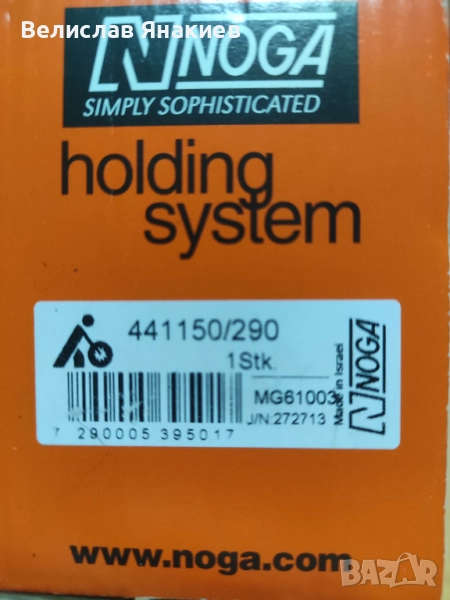 Велислав Янакиев
NOGA
SIMPLY SOPHISTICATED
holding
system
441150/290
1Stk.
MG61003
J/N:272713
7 290005 395017
Made in Israel
NOGA
www.noga.com
BAZAR